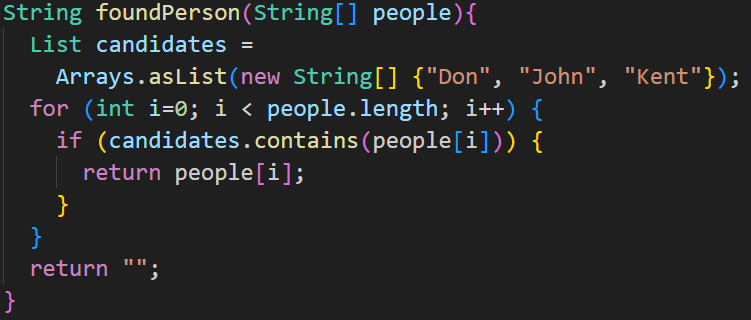 String foundPerson(String[] people){
  List candidates =
    Arrays.asList(new String[] {"Don", "John", "Kent"});
  for (int i=0; i < people.length; i++) {
    if (candidates.contains(people[i])) {
      return people[i];
    }
  }
  return "";
}